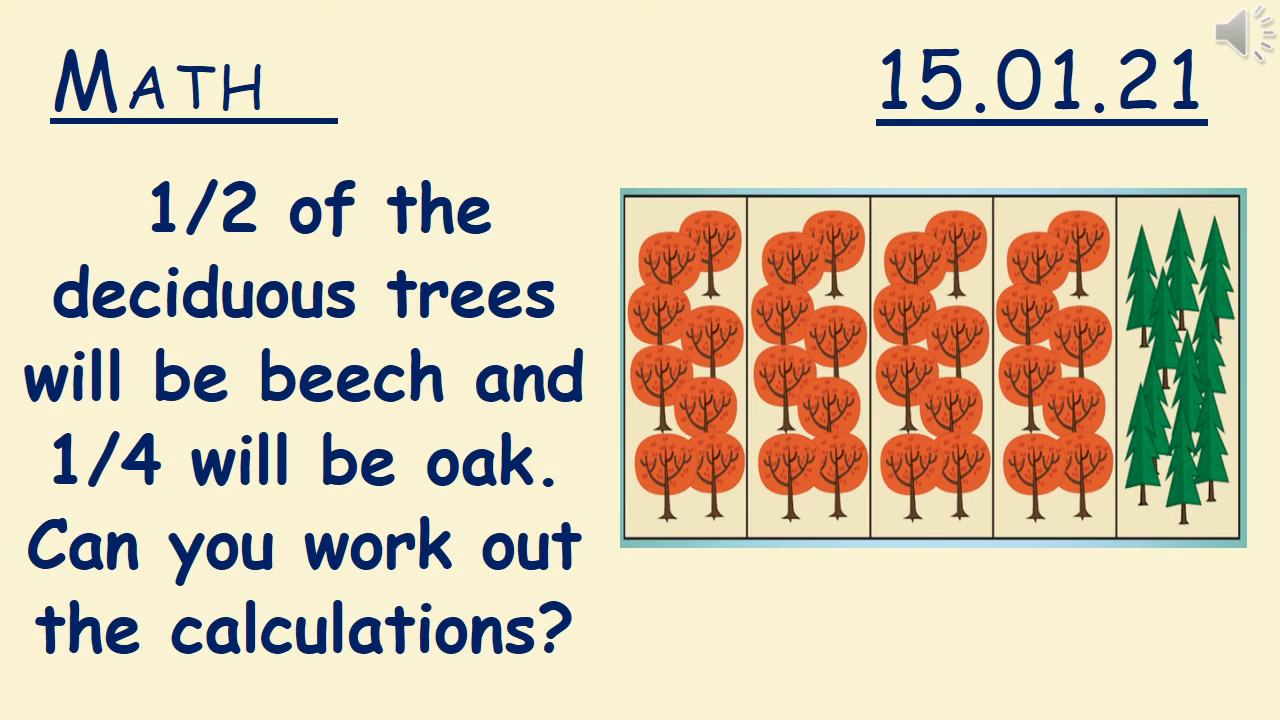 MATH 15.01.21
1/2 of the
deciduous trees
will be beech and
1/4 will be oak.
Can you work out
the calculations?